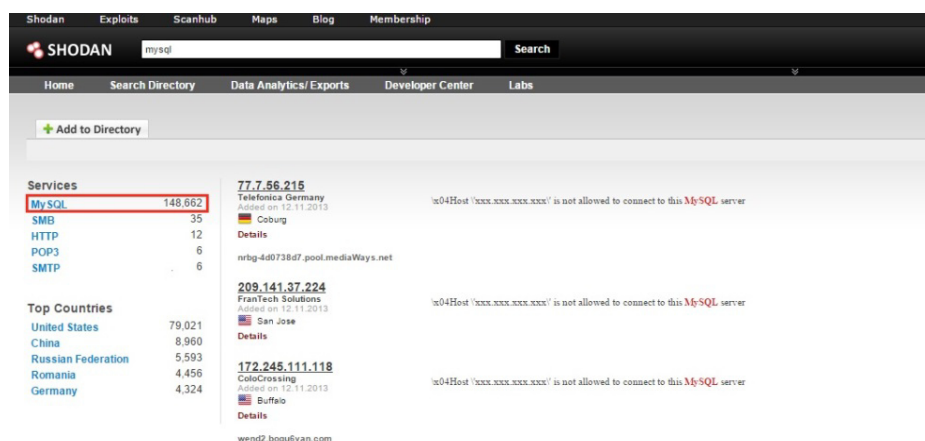 Shodan Exploits Scanhub Maps Blog Membership
SHODAN mysql Search
Home Search Directory Data Analytics/Exports Developer Center Labs
+ Add to Directory
Services
MySQL 148,662
SMB 35
HTTP 12
POP3 6
SMTP 6
Top Countries
United States 79,021
China 8,960
Russian Federation 5,593
Romania 4,456
Germany 4,324
77.7.56.215
Telefonica Germany
Added on 12.11.2013
Coburg
Details
nrbg-4d0738d7.pool.mediaWays.net
\x04Host \'xxx.xxx.xxx.xxx\' is not allowed to connect to this MySQL server
209.141.37.224
FranTech Solutions
Added on 12.11.2013
San Jose
Details
\x04Host \'xxx.xxx.xxx.xxx\' is not allowed to connect to this MySQL server
172.245.111.118
ColoCrossing
Added on 12.11.2013
Buffalo
Details
\x04Host \'xxx.xxx.xxx.xxx\' is not allowed to connect to this MySQL server